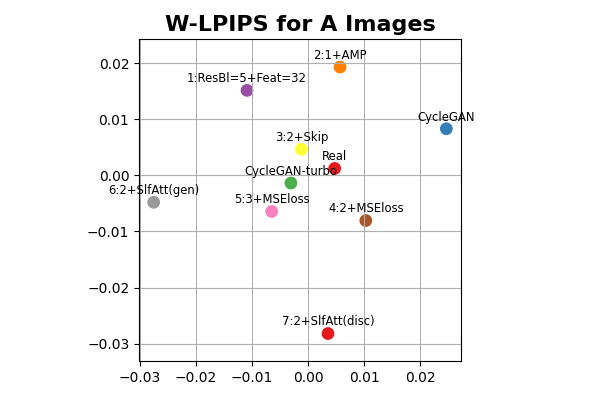 W-LPIPS for A Images
2:1+AMP
0.02
1:ResBl=5+Feat=32
CycleGAN
0.01
3:2+Skip
Real
0.00
CycleGAN-turbo
6:2+SlfAtt(gen)
5:3+MSEloss
4:2+MSEloss
−0.01
−0.02
7:2+SlfAtt(disc)
−0.03
−0.03 −0.02 −0.01 0.00 0.01 0.02